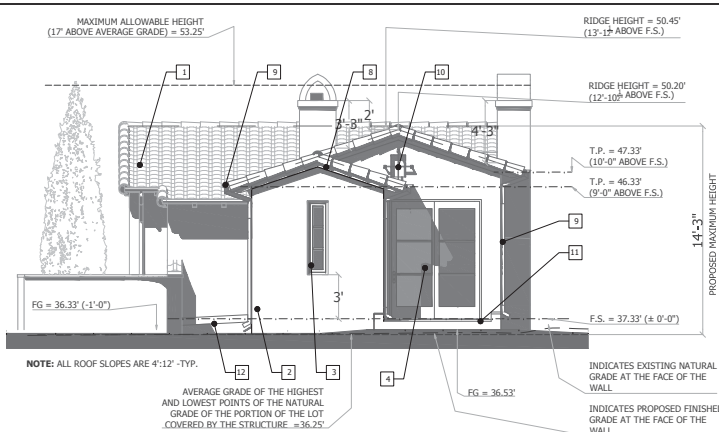 MAXIMUM ALLOWABLE HEIGHT
(17' ABOVE AVERAGE GRADE) = 53.25'
RIDGE HEIGHT = 50.45'
ABOVE F.S.)
1
9
8
10
RIDGE HEIGHT = 50.20'
ABOVE F.S.)
3'-3"
2'
4'-3"
T.P. = 47.33'
(10'-0" ABOVE F.S.)
T.P. = 46.33'
(9'-0" ABOVE F.S.)
14'-3"
PROPOSED MAXIMUM HEIGHT
9
11
3'
FG = 36.33' (-1'-0")
F.S. = 37.33' (± 0'-0")
NOTE: ALL ROOF SLOPES ARE 4':12' -TYP.
12
2
3
4
AVERAGE GRADE OF THE HIGHEST
AND LOWEST POINTS OF THE NATURAL
GRADE OF THE PORTION OF THE LOT
COVERED BY THE STRUCTURE =36.25'
FG = 36.53'
INDICATES EXISTING NATURAL
GRADE AT THE FACE OF THE
WALL
INDICATES PROPOSED FINISHED
GRADE AT THE FACE OF THE
WALL